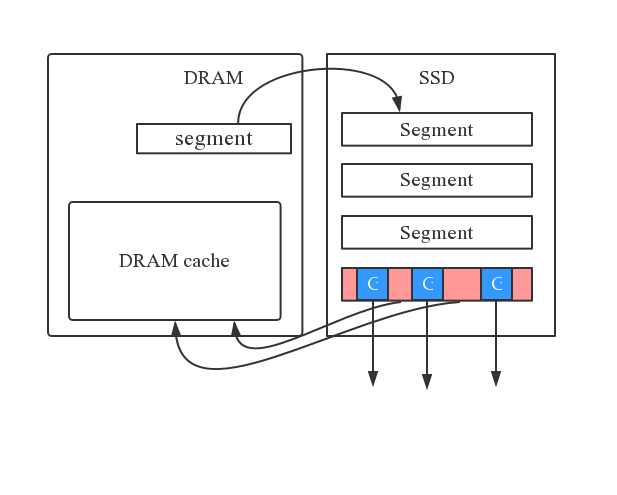 DRAM
SSD
segment
Segment
Segment
Segment
DRAM cache
G G G